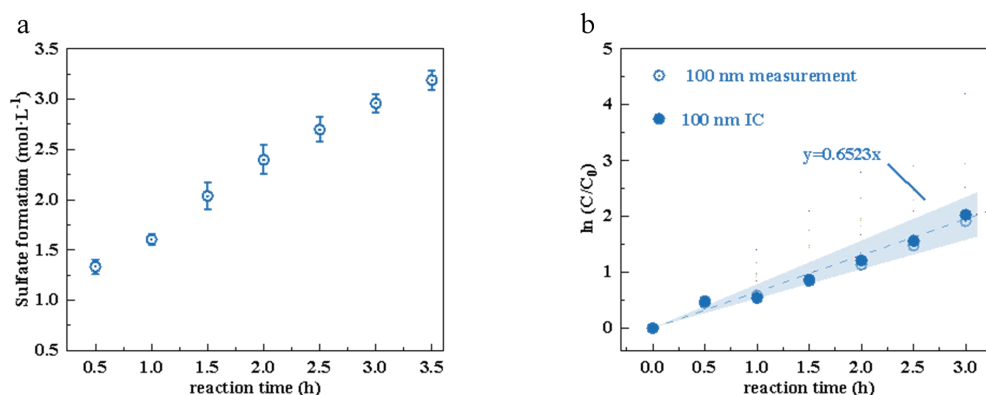 a
3.5
3.0
2.5
2.0
1.5
1.0
0.5
Sulfate formation (mol·L⁻¹)
0.5 1.0 1.5 2.0 2.5 3.0 3.5
reaction time (h)
b
5
4
3
2
1
0
ln (C/C₀)
100 nm measurement
100 nm IC
y=0.6523x
0.0 0.5 1.0 1.5 2.0 2.5 3.0
reaction time (h)